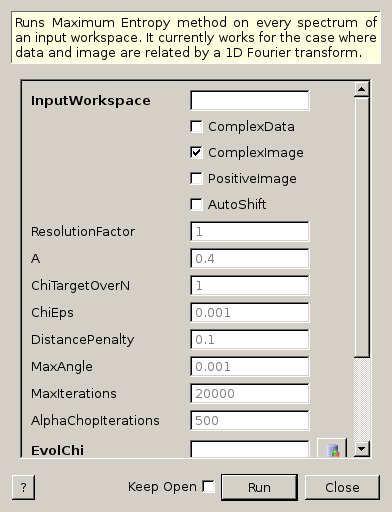 Runs Maximum Entropy method on every spectrum of
an input workspace. It currently works for the case where
data and image are related by a 1D Fourier transform.
InputWorkspace
ComplexData
ComplexImage
PositiveImage
AutoShift
ResolutionFactor 1
A 0.4
ChiTargetOverN 1
ChiEps 0.001
DistancePenalty 0.1
MaxAngle 0.001
MaxIterations 20000
AlphaChopIterations 500
EvolChi
? Keep Open Run Close